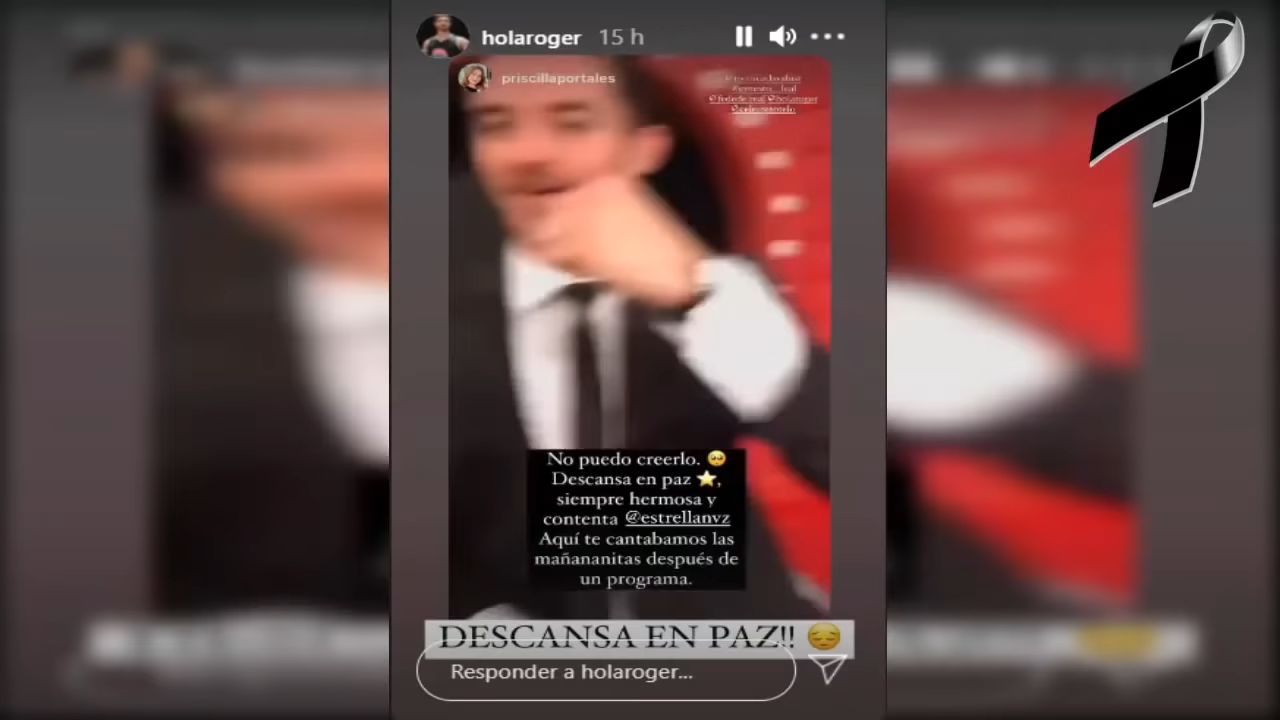 holaroger 15 h
priscillaportales
No puedo creerlo. 🥺
Descansa en paz ⭐,
siempre hermosa y
contenta @estrellanvz
Aquí te cantabamos las
mañananitas después de
un programa.
DESCANSA EN PAZ!! 😔
Responder a holaroger...